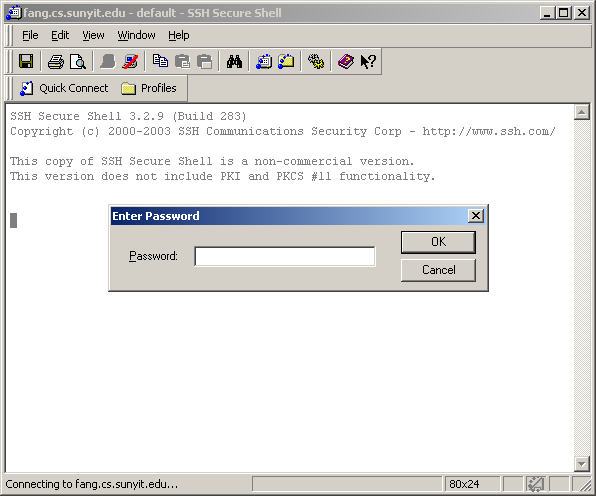 fang.cs.sunyit.edu - default - SSH Secure Shell
File Edit View Window Help
Quick Connect Profiles
SSH Secure Shell 3.2.9 (Build 283)
Copyright (c) 2000-2003 SSH Communications Security Corp - http://www.ssh.com/
This copy of SSH Secure Shell is a non-commercial version.
This version does not include PKI and PKCS #11 functionality.
Enter Password
Password:
OK
Cancel
Connecting to fang.cs.sunyit.edu... 80x24